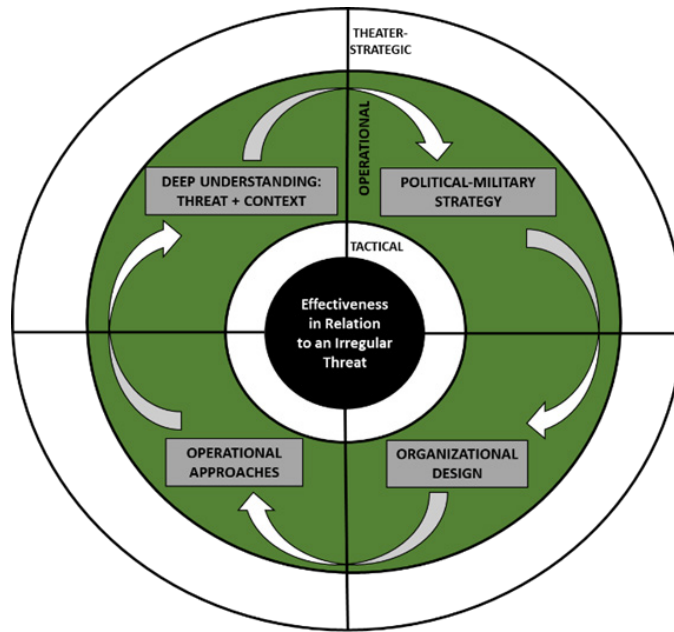 THEATER-
STRATEGIC
OPERATIONAL
DEEP UNDERSTANDING:
THREAT + CONTEXT
POLITICAL-MILITARY
STRATEGY
TACTICAL
Effectiveness
in Relation
to an Irregular
Threat
OPERATIONAL
APPROACHES
ORGANIZATIONAL
DESIGN